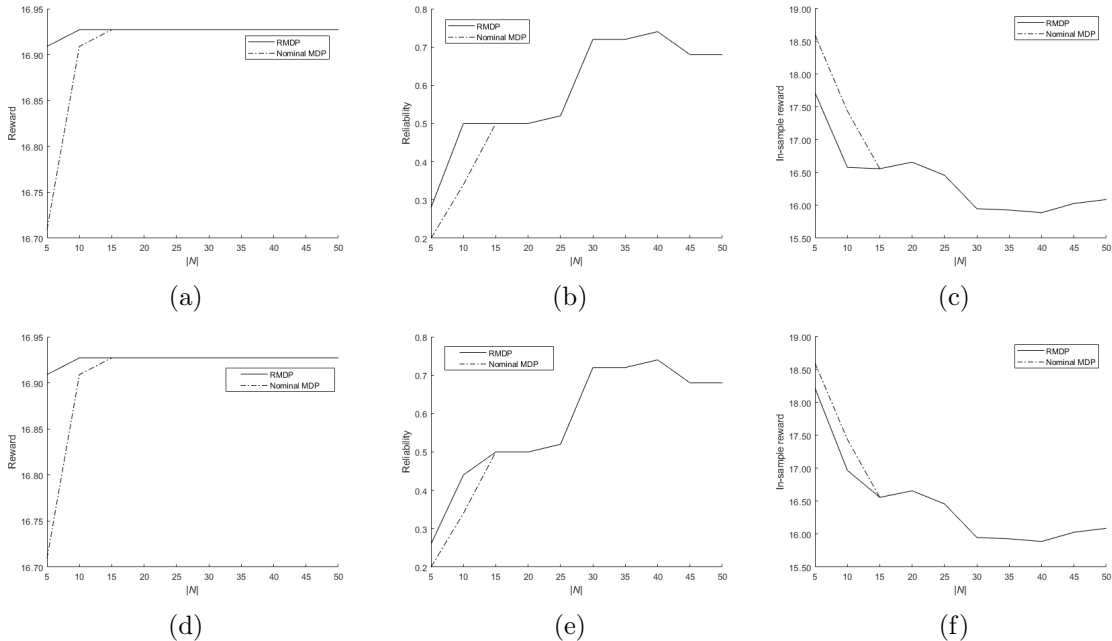 16.95
16.90
16.85
16.80
16.75
16.70
Reward
5 10 15 20 25 30 35 40 45 50
|N|
RMDP
Nominal MDP
(a)
0.8
0.7
0.6
0.5
0.4
0.3
0.2
Reliability
5 10 15 20 25 30 35 40 45 50
|N|
RMDP
Nominal MDP
(b)
19.00
18.50
18.00
17.50
17.00
16.50
16.00
15.50
In-sample reward
5 10 15 20 25 30 35 40 45 50
|N|
RMDP
Nominal MDP
(c)
16.95
16.90
16.85
16.80
16.75
16.70
Reward
5 10 15 20 25 30 35 40 45 50
|N|
RMDP
Nominal MDP
(d)
0.8
0.7
0.6
0.5
0.4
0.3
0.2
Reliability
5 10 15 20 25 30 35 40 45 50
|N|
RMDP
Nominal MDP
(e)
19.00
18.50
18.00
17.50
17.00
16.50
16.00
15.50
In-sample reward
5 10 15 20 25 30 35 40 45 50
|N|
RMDP
Nominal MDP
(f)